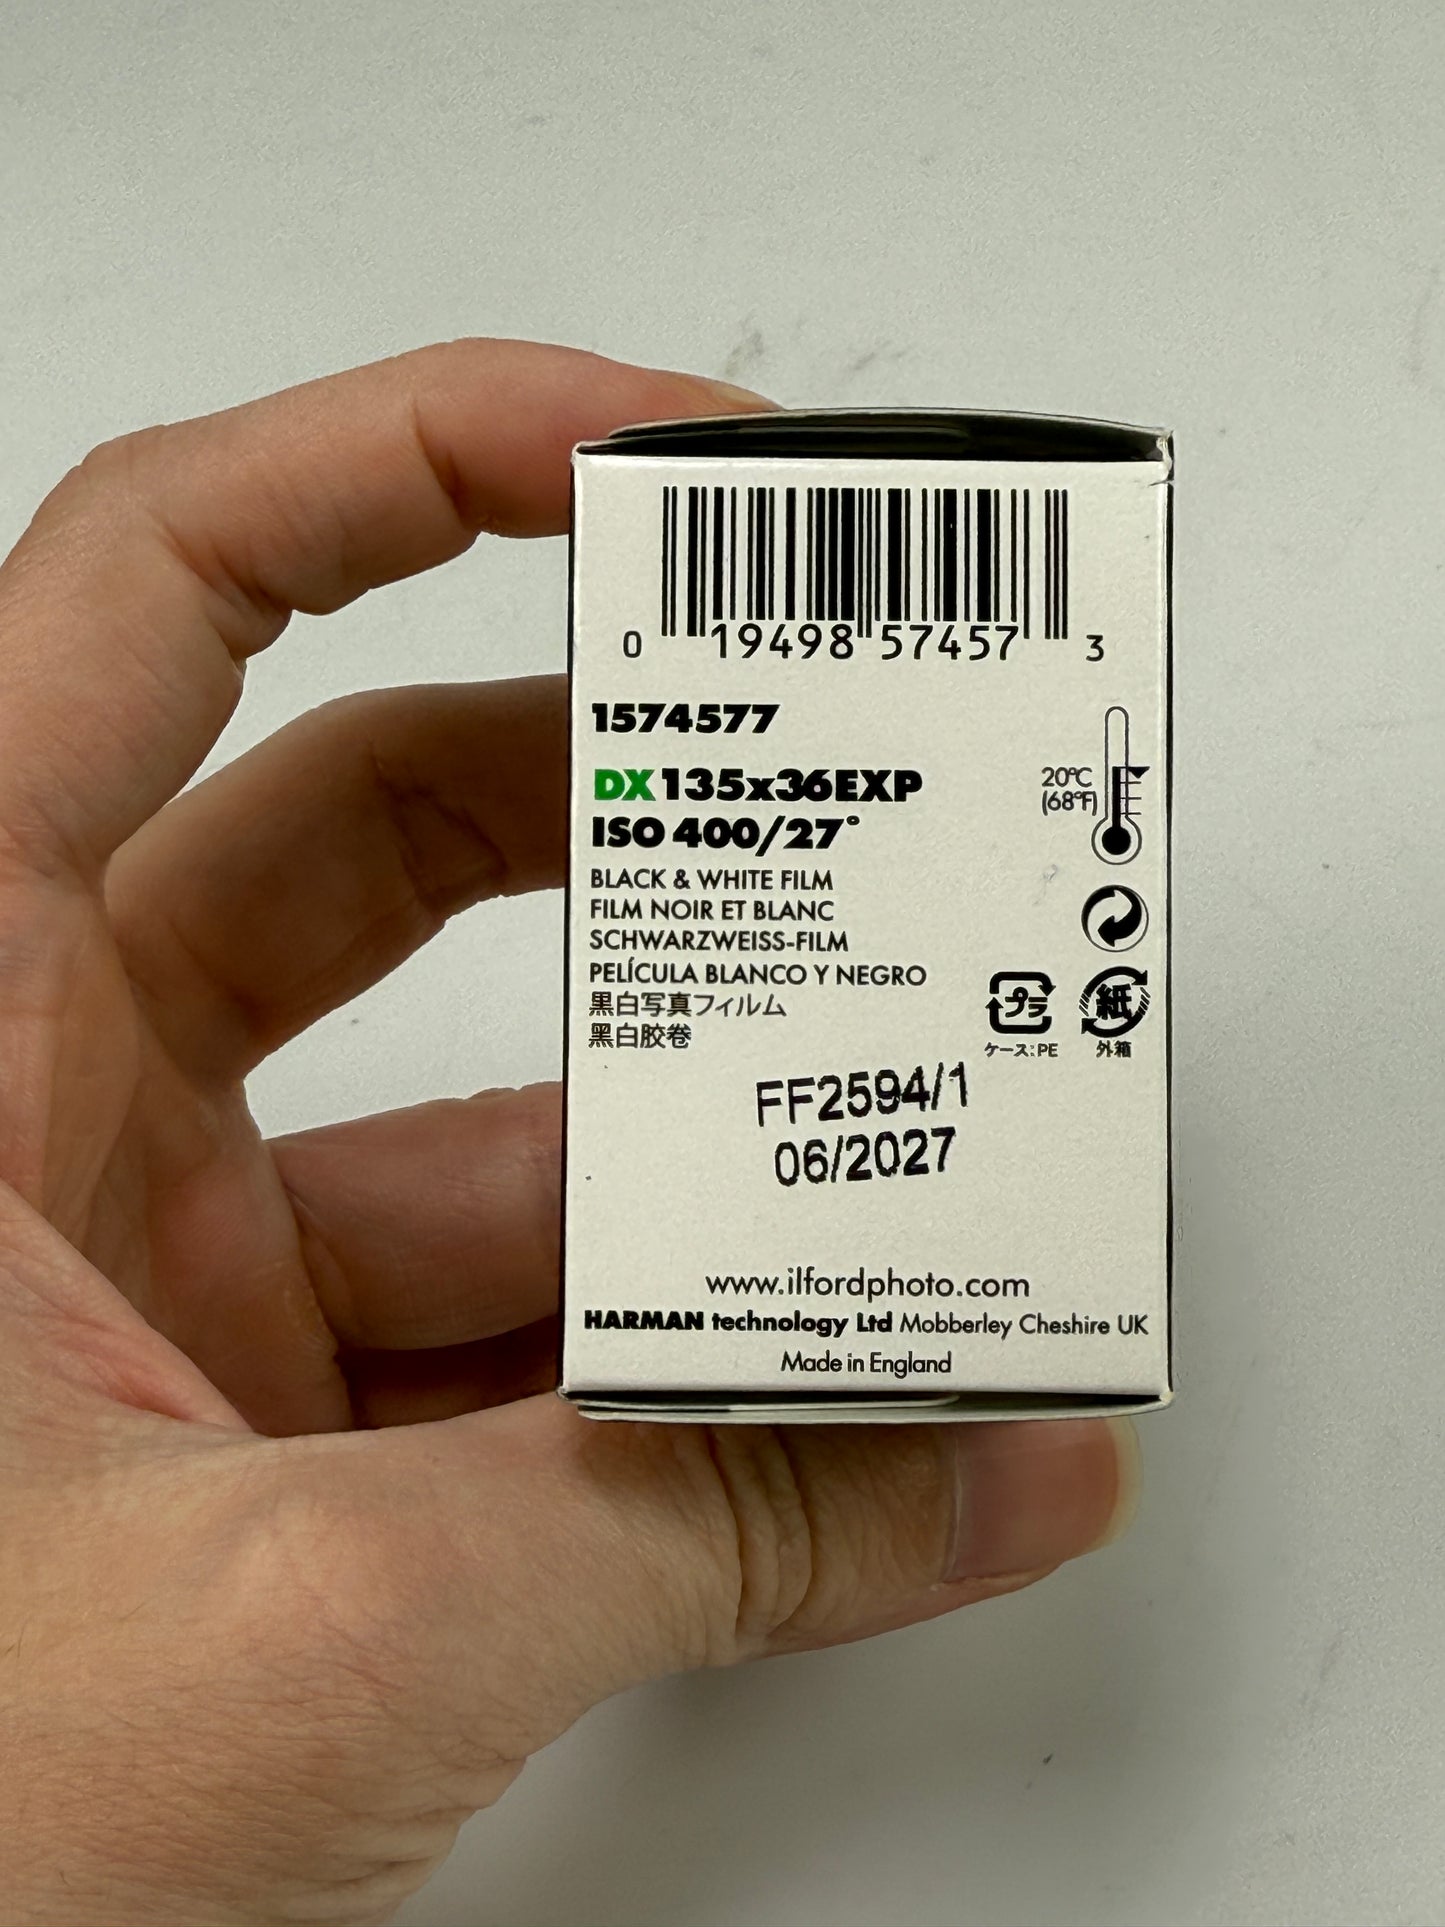 0 19498 57457 3
1574577
DX 135x36EXP
ISO 400/27°
20°C
(68°F)
BLACK & WHITE FILM
FILM NOIR ET BLANC
SCHWARZWEISS-FILM
PELÍCULA BLANCO Y NEGRO
黒白写真フィルム
黑白胶卷
プラ
ケース:PE
紙
外箱
FF2594/1
06/2027
www.ilfordphoto.com
HARMAN technology Ltd Mobberley Cheshire UK
Made in England